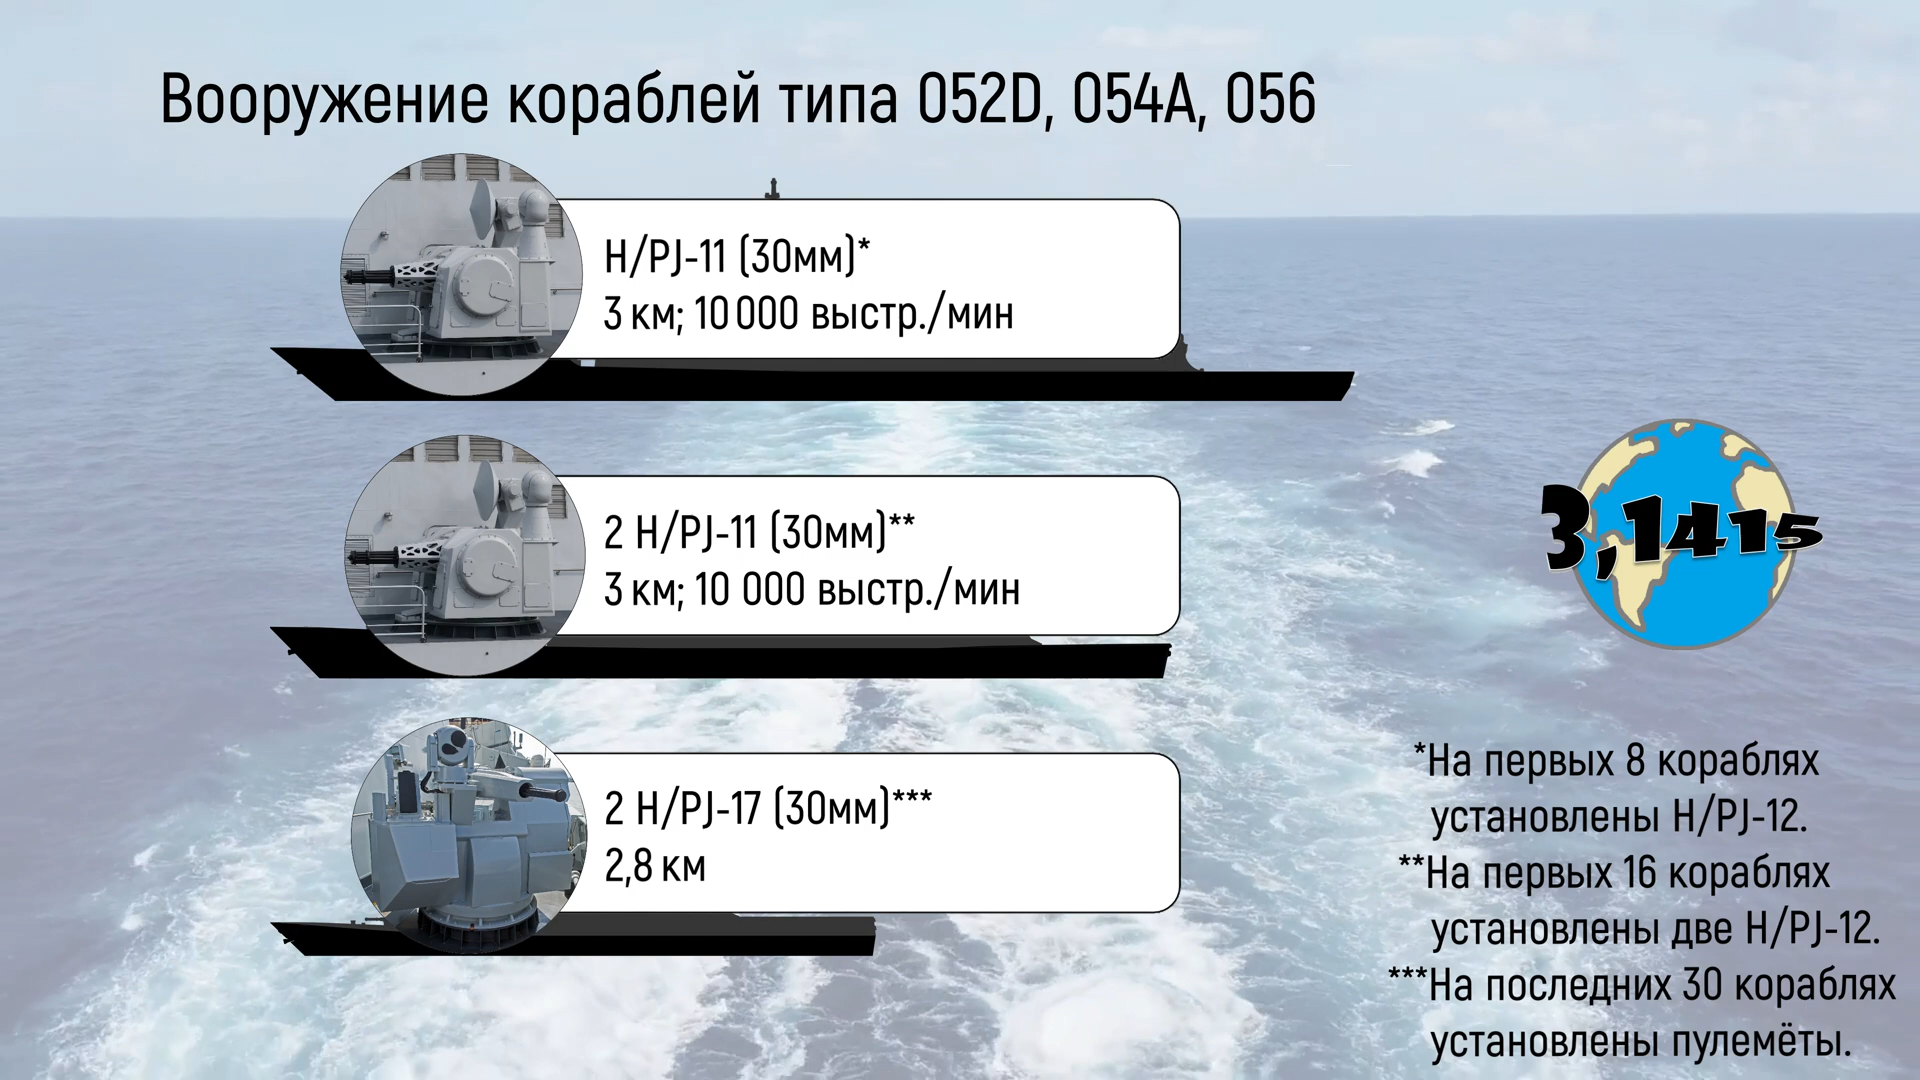 Вооружение кораблей типа 052D, 054A, 056
H/PJ-11 (30мм)*
3 км; 10 000 выстр./мин
2 H/PJ-11 (30мм)**
3 км; 10 000 выстр./мин
2 H/PJ-17 (30мм)***
2,8 км
3,1415
*На первых 8 кораблях
установлены H/PJ-12.
**На первых 16 кораблях
установлены две H/PJ-12.
***На последних 30 кораблях
установлены пулемёты.